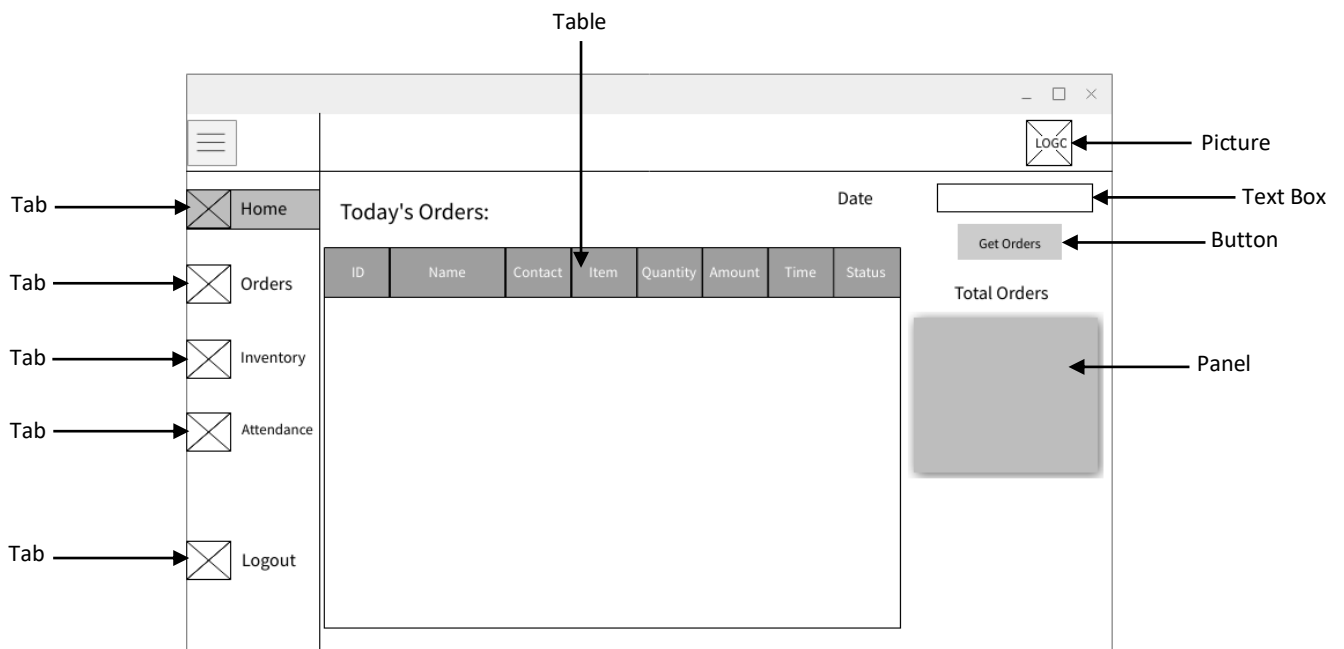 Table
LOGC
Picture
Tab
Home
Today's Orders:
Date
Text Box
Get Orders
Button
ID Name Contact Item Quantity Amount Time Status
Tab
Orders
Total Orders
Tab
Inventory
Panel
Tab
Attendance
Tab
Logout